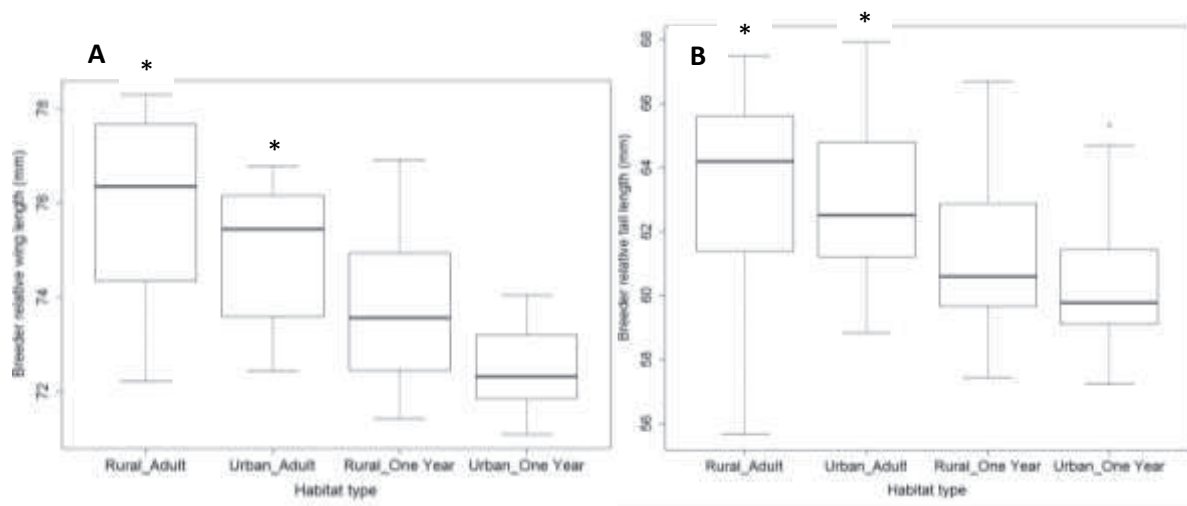 A
*
*
Breeder relative wing length (mm)
78
76
74
72
Rural_Adult Urban_Adult Rural_One Year Urban_One Year
Habitat type
B
*
*
Breeder relative tail length (mm)
68
66
64
62
60
58
56
Rural_Adult Urban_Adult Rural_One Year Urban_One Year
Habitat type